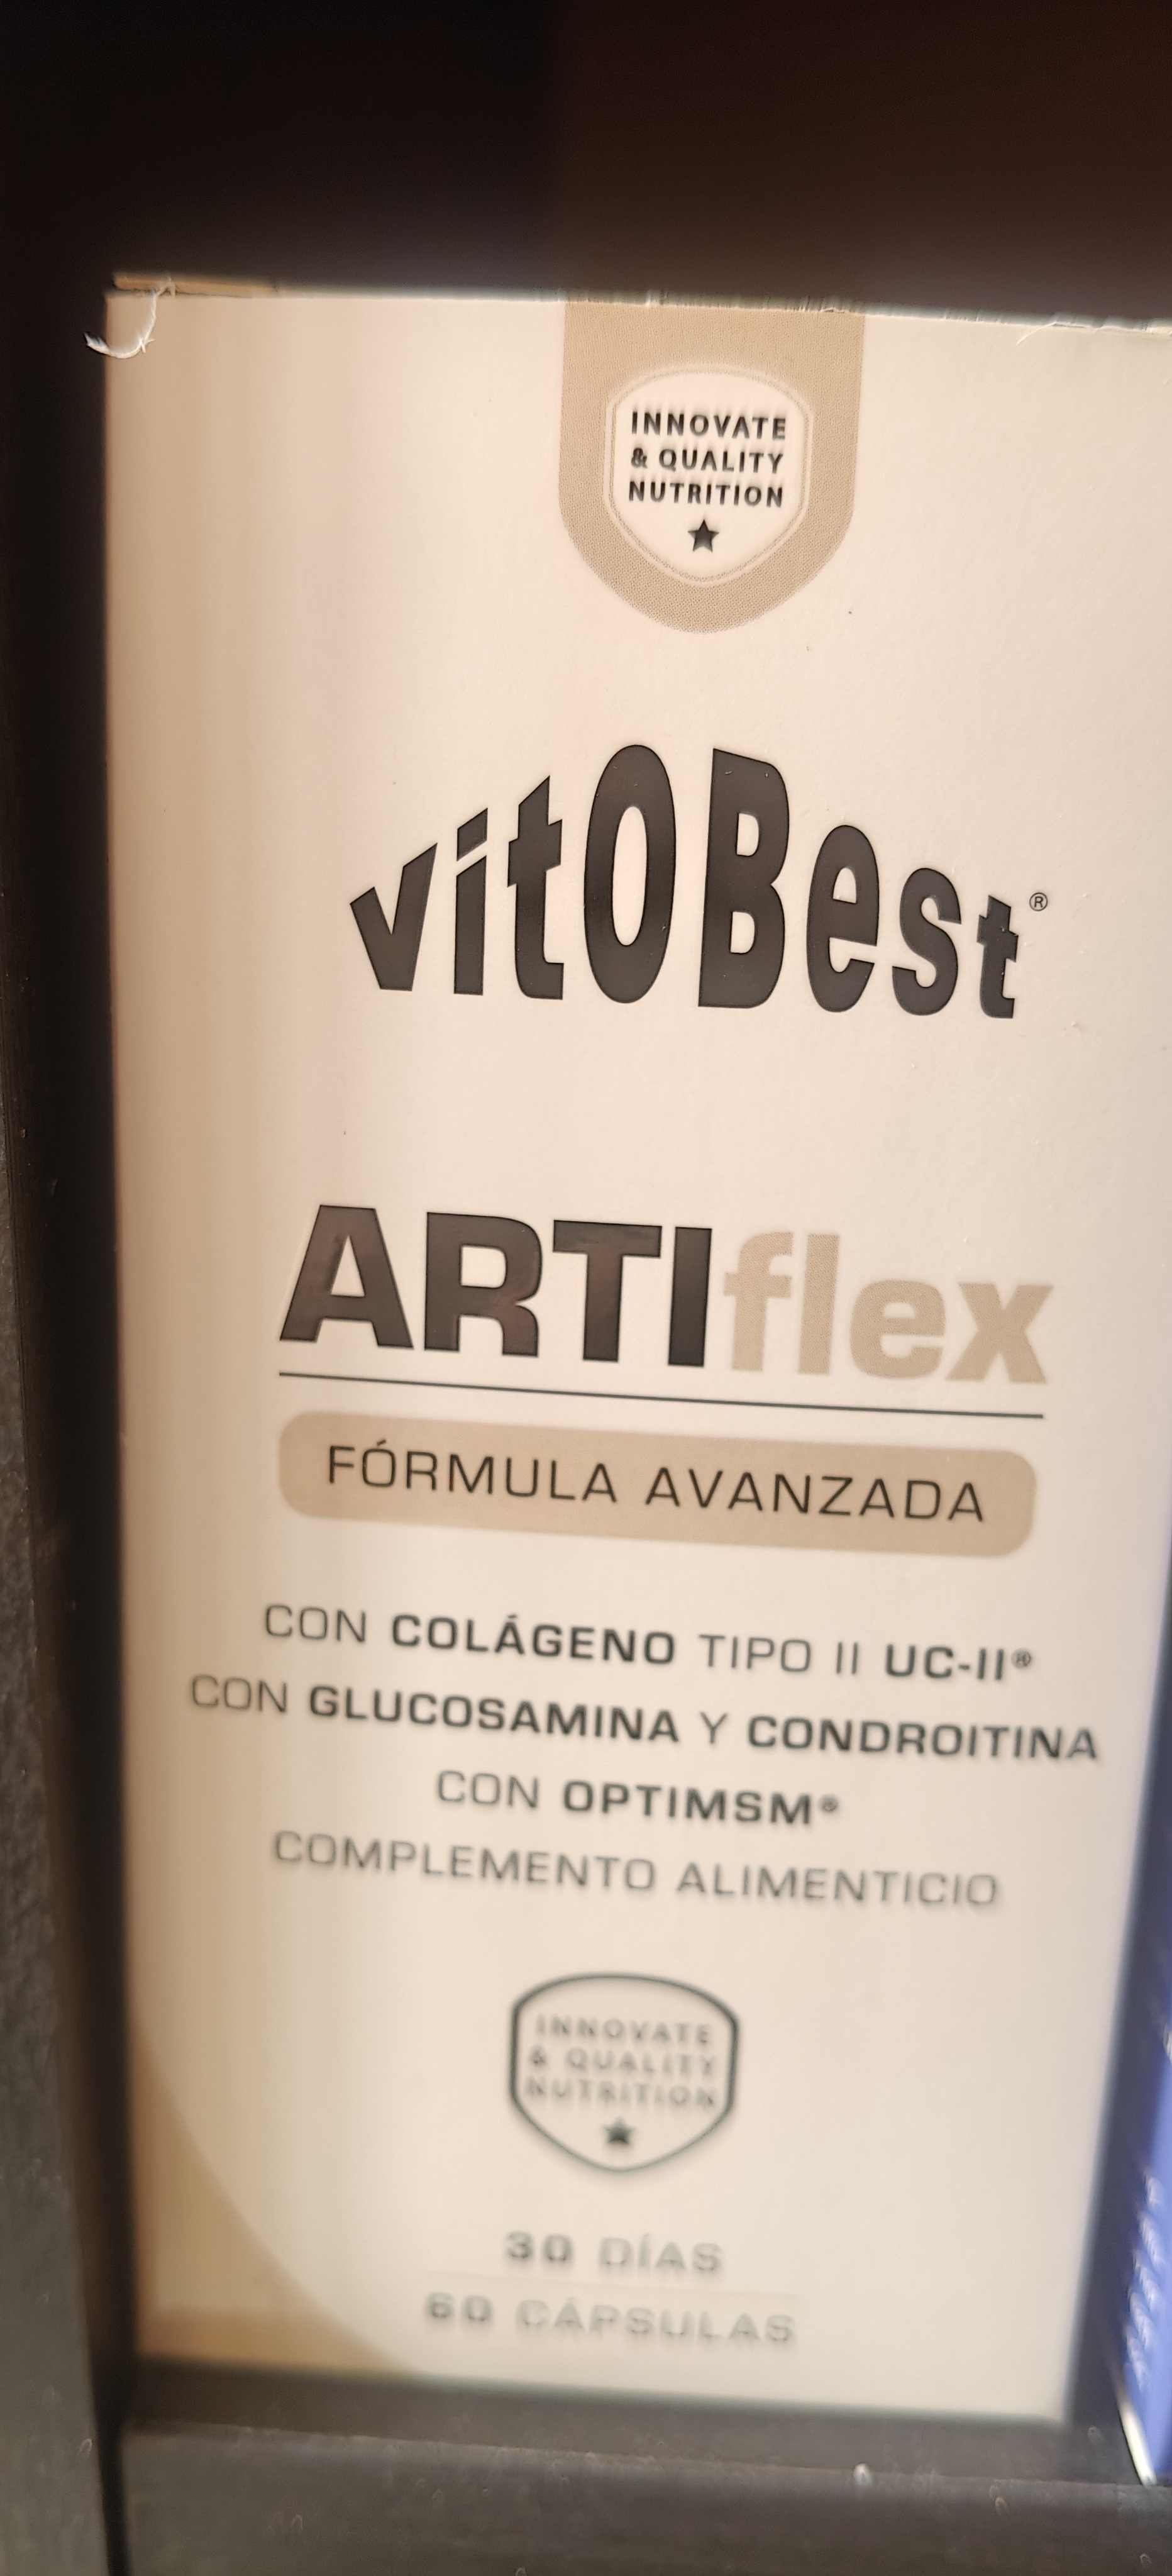 INNOVATE
& QUALITY
NUTRITION
vitOBest®
ARTIflex
FÓRMULA AVANZADA
CON COLÁGENO TIPO II UC-II®
CON GLUCOSAMINA Y CONDROITINA
CON OPTIMSM®
COMPLEMENTO ALIMENTICIO
INNOVATE
& QUALITY
NUTRITION
30 DÍAS
60 CÁPSULAS